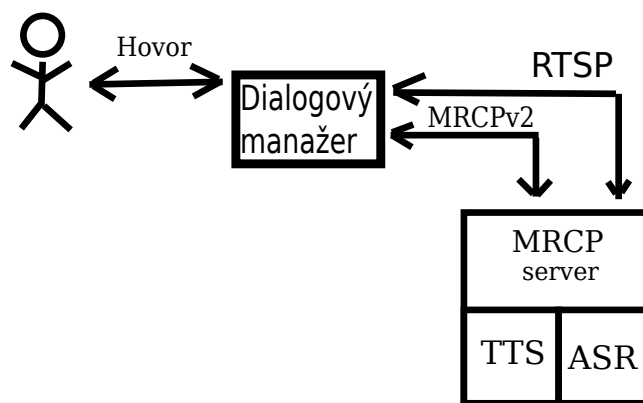 Hovor
RTSP
Dialogový
manažer
MRCPv2
MRCP
server
TTS
ASR